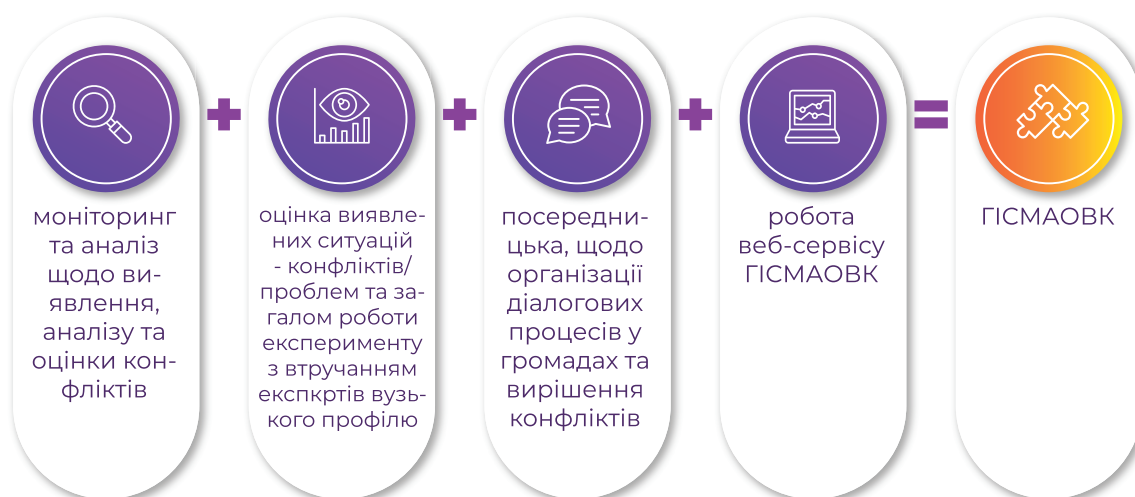 моніторинг
та аналіз
щодо ви-
явлення,
аналізу та
оцінки кон-
фліктів
оцінка виявле-
них ситуацій
- конфліктів/
проблем та за-
галом роботи
експерименту
з втручанням
експкртів вузь-
кого профілю
посередни-
цька, щодо
організації
діалогових
процесів у
громадах та
вирішення
конфліктів
робота
веб-сервісу
ГІСМАОВК
ГІСМАОВК